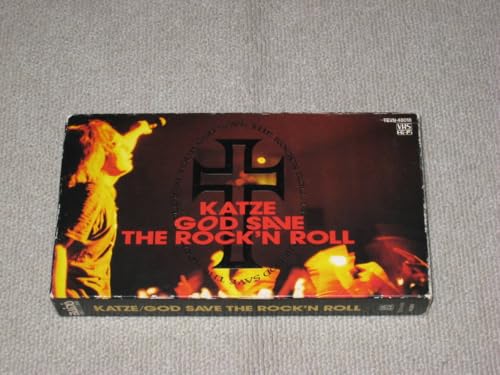 VHS
KATZE
GOD SAVE
THE ROCK'N ROLL
KATZE/GOD SAVE THE ROCK'N ROLL